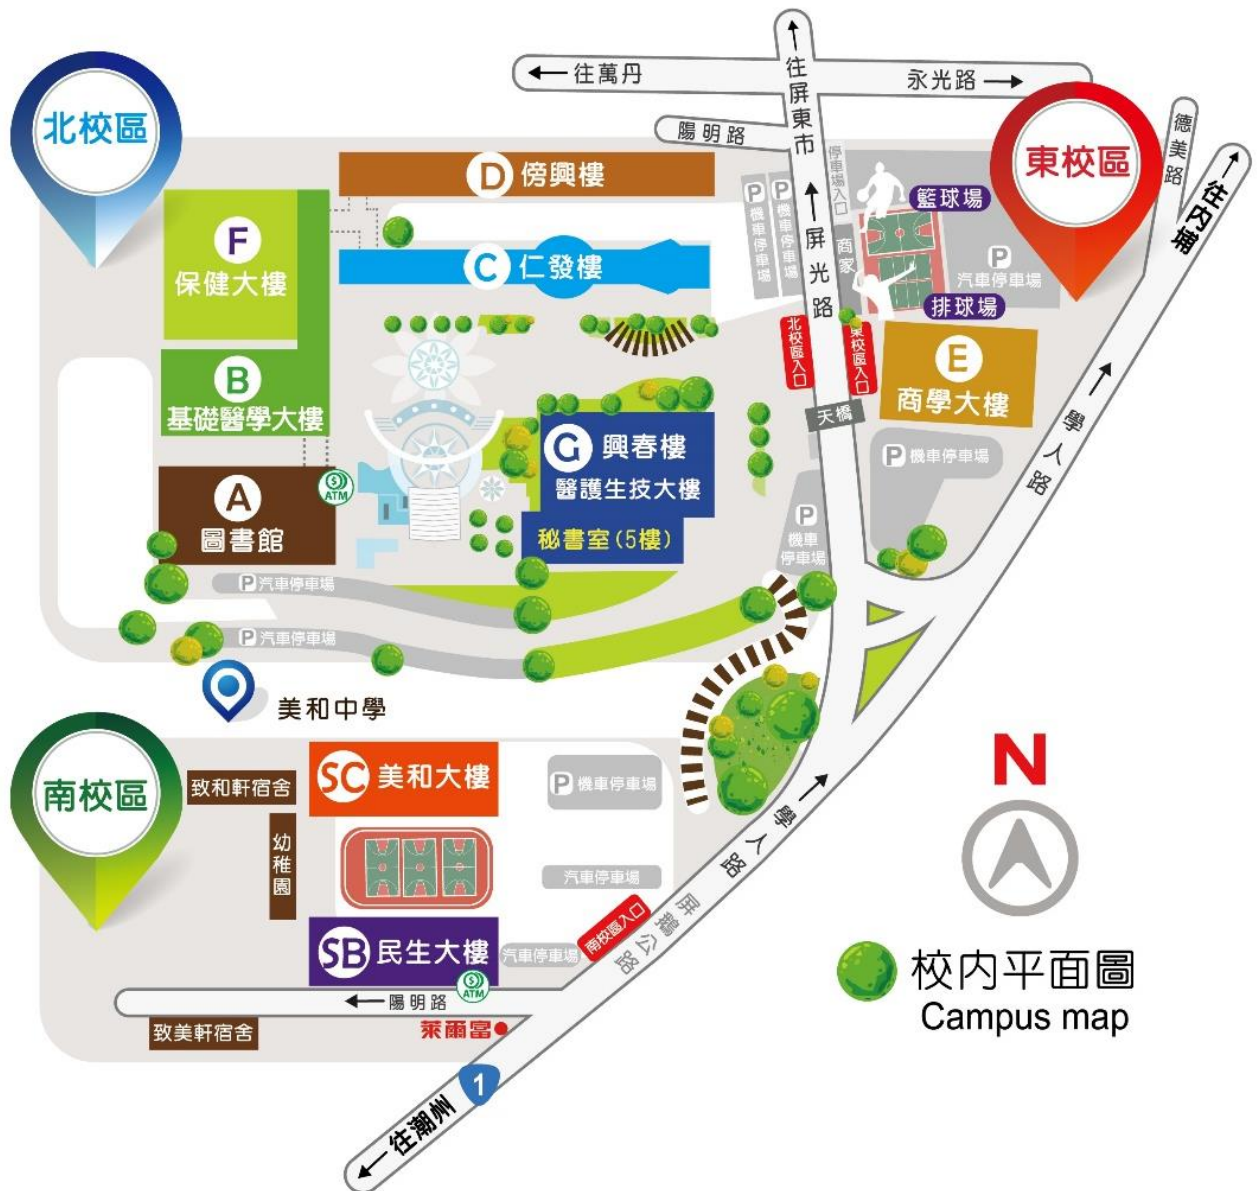 往萬丹
永光路
往屏東市
陽明路
德美路
往內埔
北校區
東校區
D 傍興樓
停車場入口
籃球場
P 機車停車場
P 機車停車場
屏光路
商家
P
汽車停車場
F
保健大樓
C 仁發樓
排球場
北校區入口
東校區入口
E
商學大樓
B
基礎醫學大樓
天橋
學人路
G 興春樓
醫護生技大樓
秘書室(5樓)
P 機車停車場
A
圖書館
ATM
P
機車
停車場
P 汽車停車場
P 汽車停車場
美和中學
南校區
致和軒宿舍
SC 美和大樓
P 機車停車場
幼稚園
汽車停車場
學人路
屏鵝公路
南校區入口
SB 民生大樓
汽車停車場
ATM
陽明路
致美軒宿舍
萊爾富
1
往潮州
N
校內平面圖
Campus map